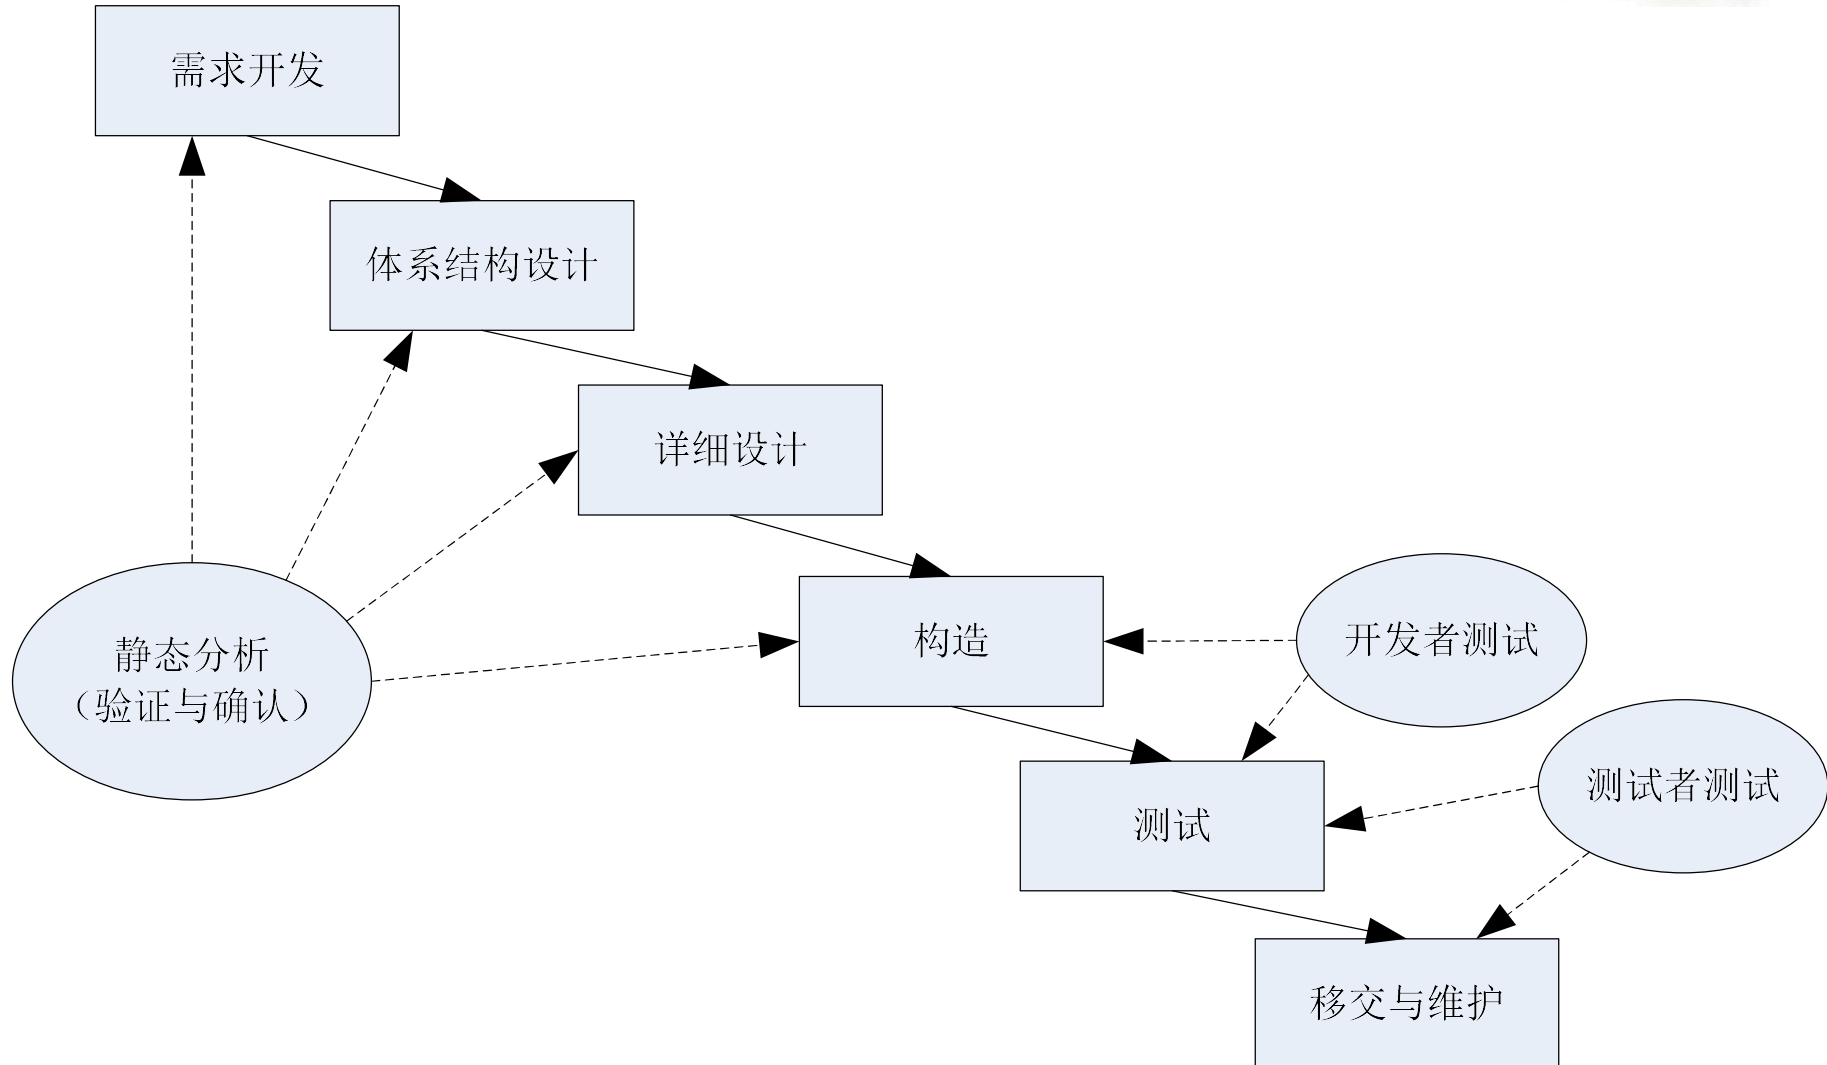 需求开发
体系结构设计
详细设计
构造
开发者测试
静态分析
（验证与确认）
测试者测试
测试
移交与维护